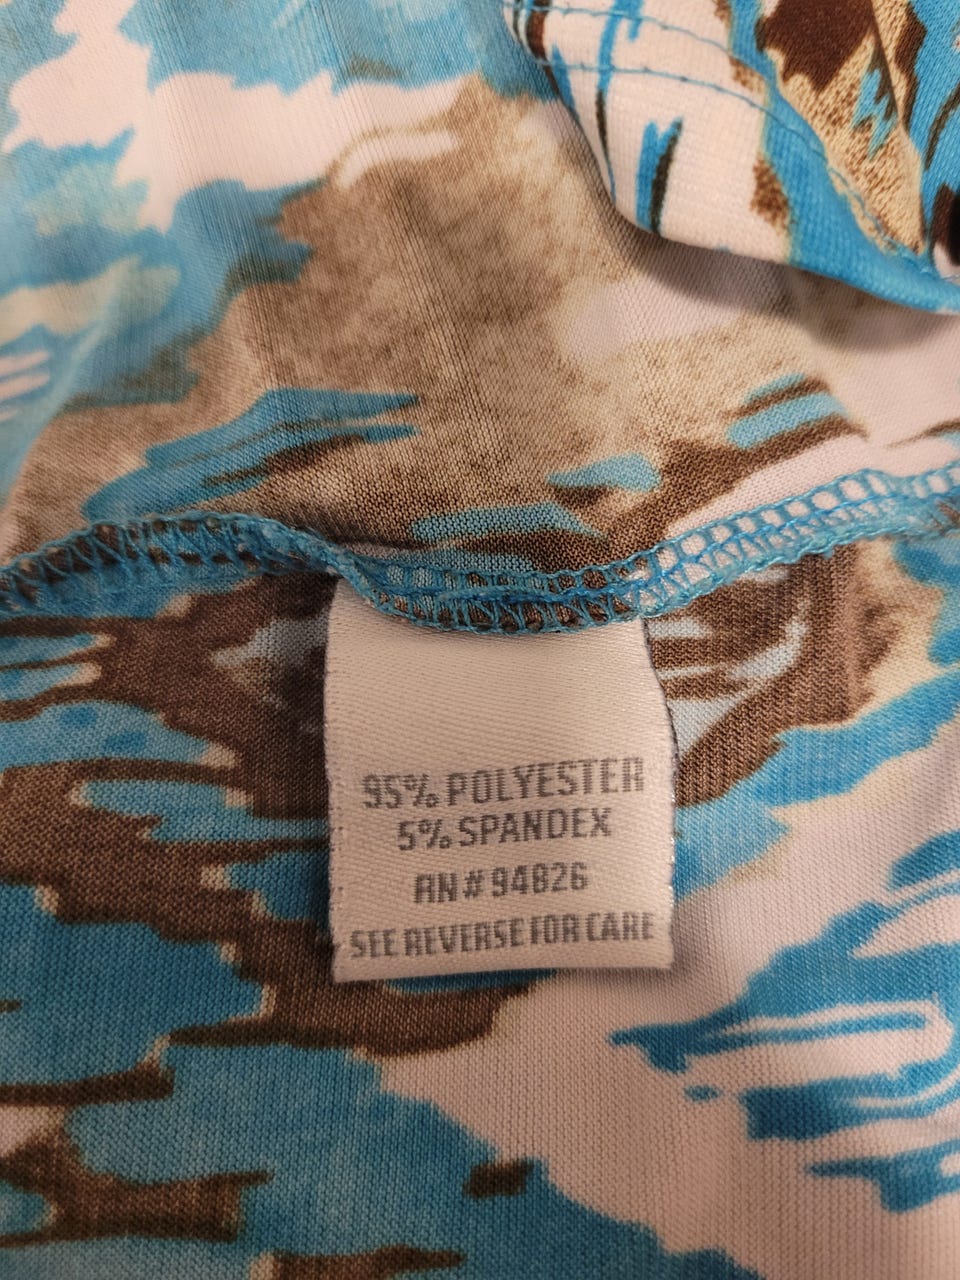 95% POLYESTER
5% SPANDEX
RN # 94826
SEE REVERSE FOR CARE